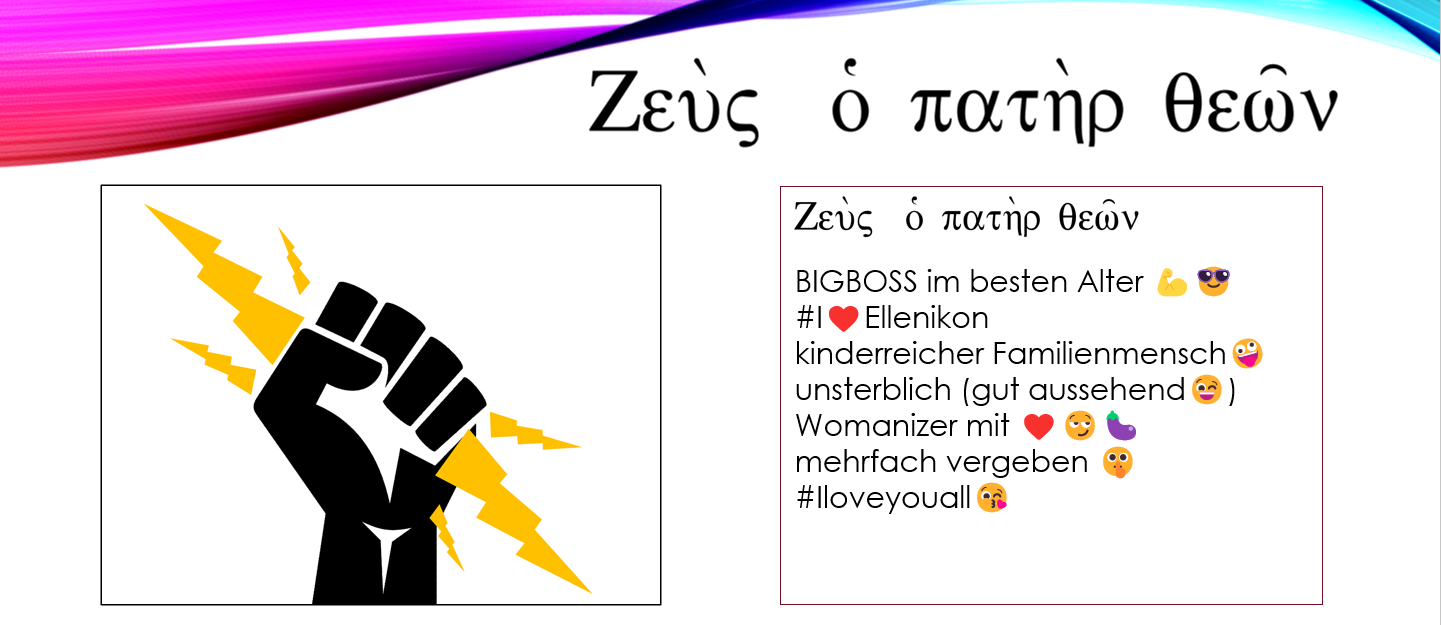 Ζεὺς ὁ πατὴρ θεῶν
Ζεὺς ὁ πατὴρ θεῶν
BIGBOSS im besten Alter 💪😎
#I❤Ellenikon
kinderreicher Familienmensch🤪
unsterblich (gut aussehend😉)
Womanizer mit ❤😏🍆
mehrfach vergeben 🤫
#Iloveyouall😘